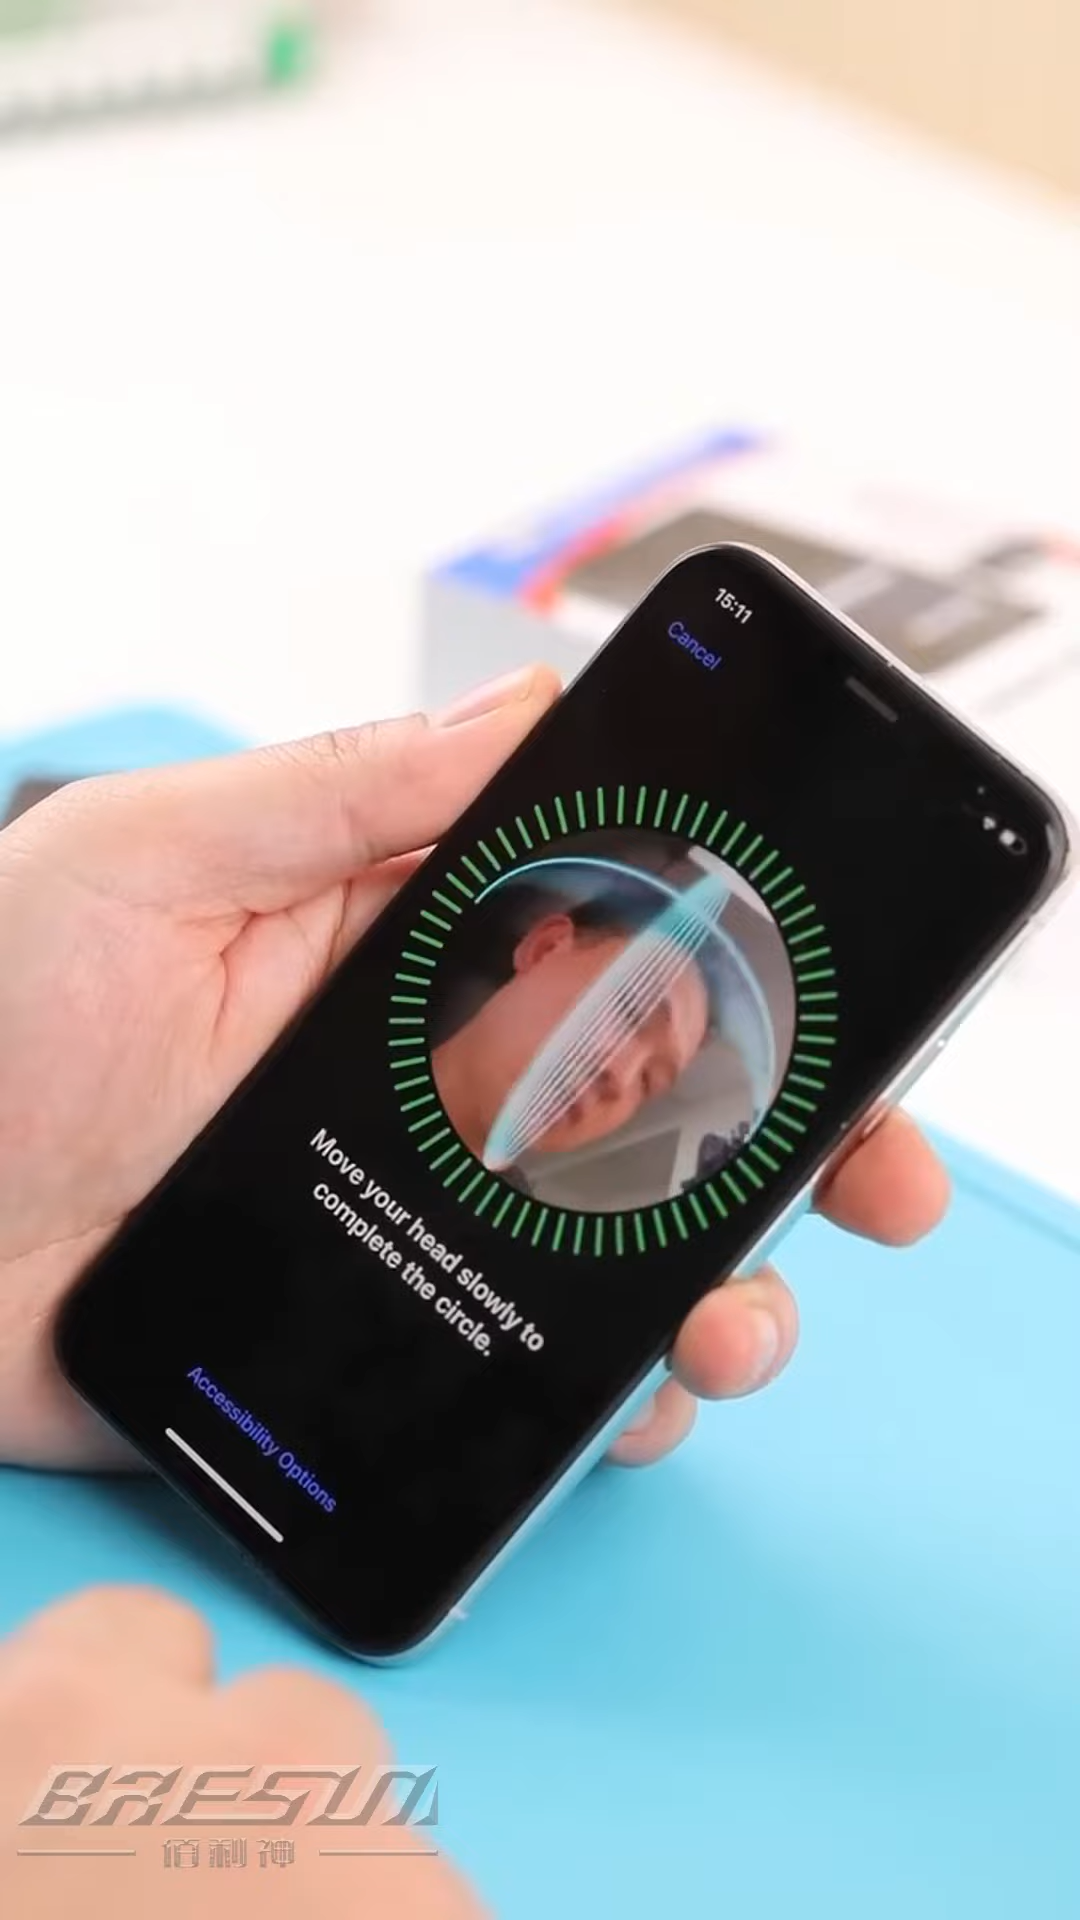 15:11
Cancel
Move your head slowly to
complete the circle.
Accessibility Options
BRESUN
佰利神